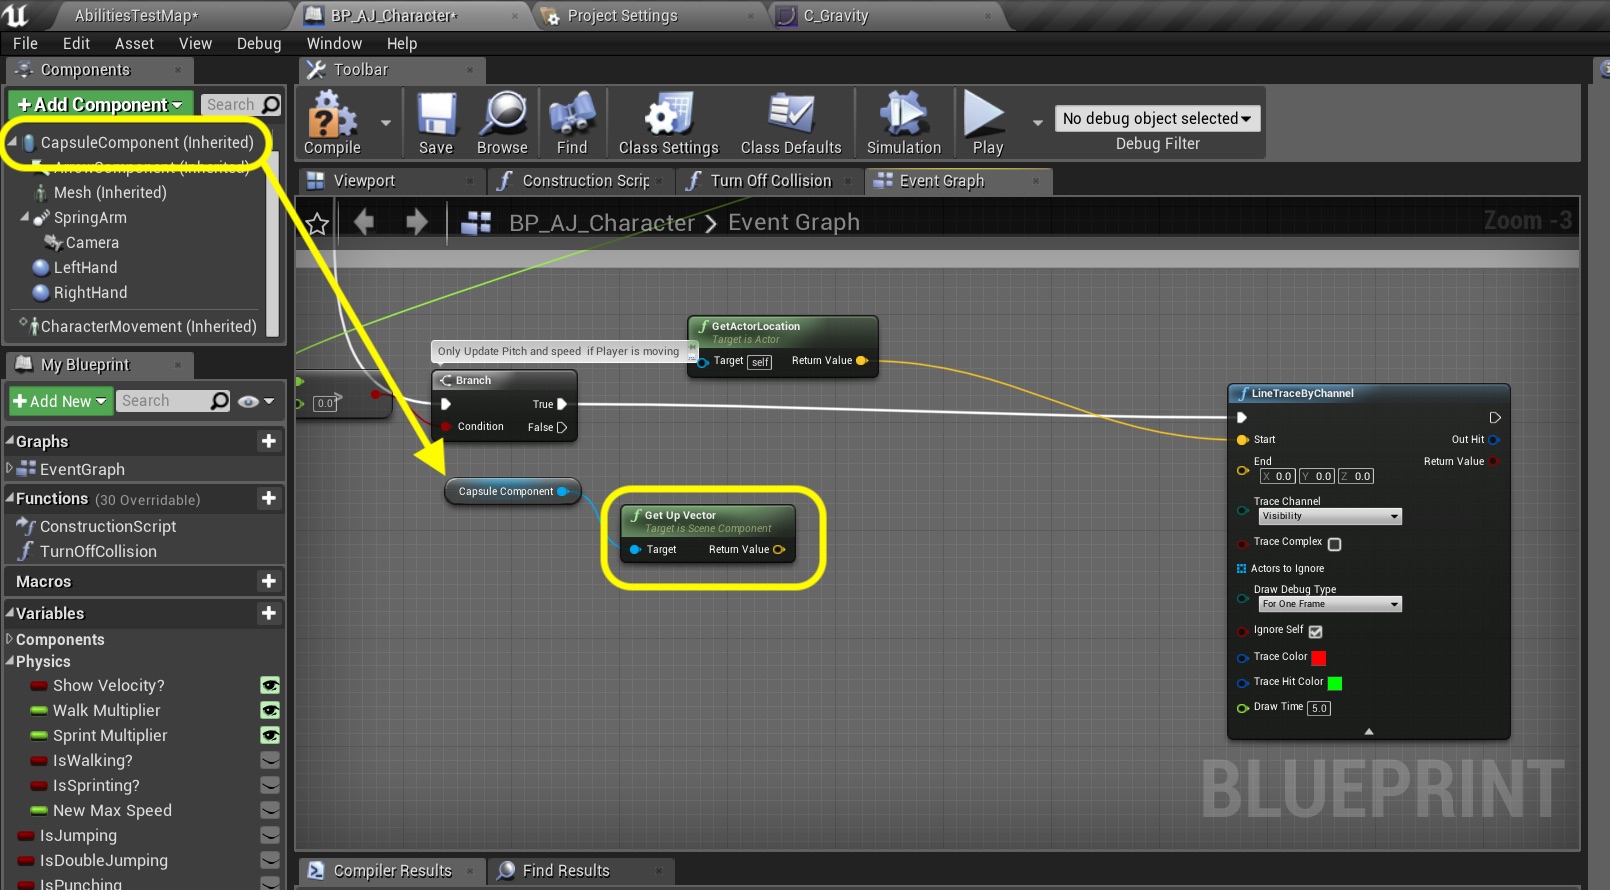 AbilitiesTestMap*
BP_AJ_Character*
Project Settings
C_Gravity
File Edit Asset View Debug Window Help
Components
Toolbar
+Add Component
Search
CapsuleComponent (Inherited)
ArrowComponent (Inherited)
Mesh (Inherited)
SpringArm
Camera
LeftHand
RightHand
CharacterMovement (Inherited)
Compile
Save
Browse
Find
Class Settings
Class Defaults
Simulation
Play
No debug object selected
Debug Filter
Viewport
Construction Scrip
Turn Off Collision
Event Graph
BP_AJ_Character > Event Graph
Zoom -3
My Blueprint
+Add New
Search
Graphs
EventGraph
Functions (30 Overridable)
ConstructionScript
TurnOffCollision
Macros
Variables
Components
Physics
Show Velocity?
Walk Multiplier
Sprint Multiplier
IsWalking?
IsSprinting?
New Max Speed
IsJumping
IsDoubleJumping
IsPunching
0.0
Only Update Pitch and speed if Player is moving
Branch
True
Condition
False
GetActorLocation
Target is Actor
Target self
Return Value
Capsule Component
Get Up Vector
Target is Scene Component
Target
Return Value
LineTraceByChannel
Start
Out Hit
End
X 0.0 Y 0.0 Z 0.0
Return Value
Trace Channel
Visibility
Trace Complex
Actors to Ignore
Draw Debug Type
For One Frame
Ignore Self
Trace Color
Trace Hit Color
Draw Time 5.0
BLUEPRINT
Compiler Results
Find Results